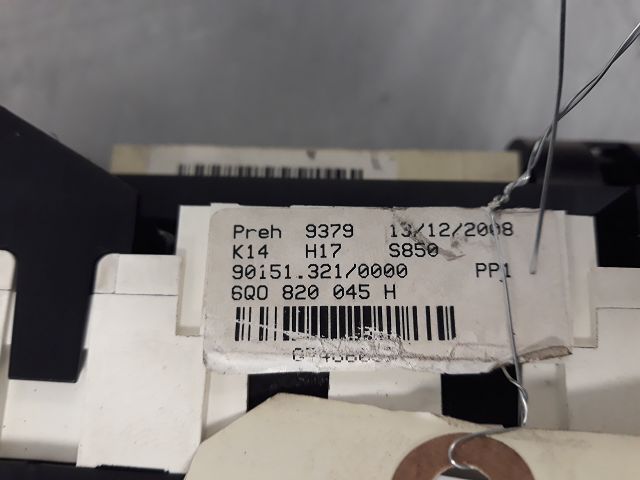 Preh 9379 13/12/2008
K14 H17 S850
90151.321/0000 PP1
6Q0 820 045 H